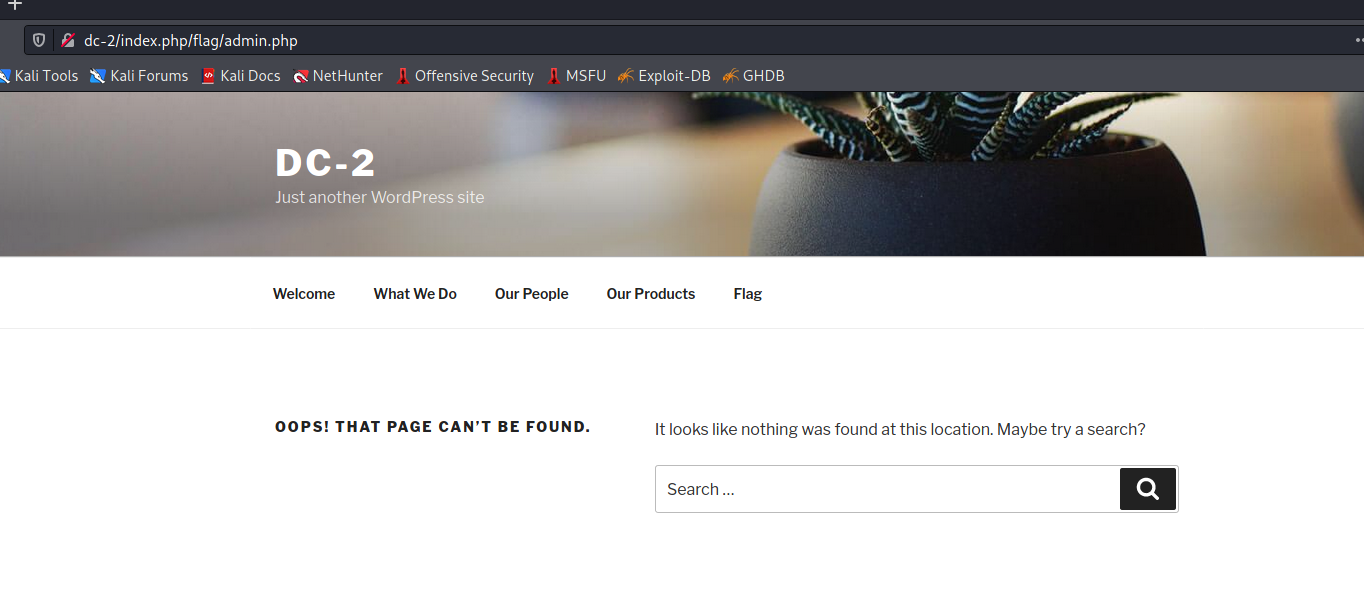 dc-2/index.php/flag/admin.php
Kali Tools Kali Forums Kali Docs NetHunter Offensive Security MSFU Exploit-DB GHDB
DC-2
Just another WordPress site
Welcome What We Do Our People Our Products Flag
OOPS! THAT PAGE CAN’T BE FOUND.
It looks like nothing was found at this location. Maybe try a search?
Search …